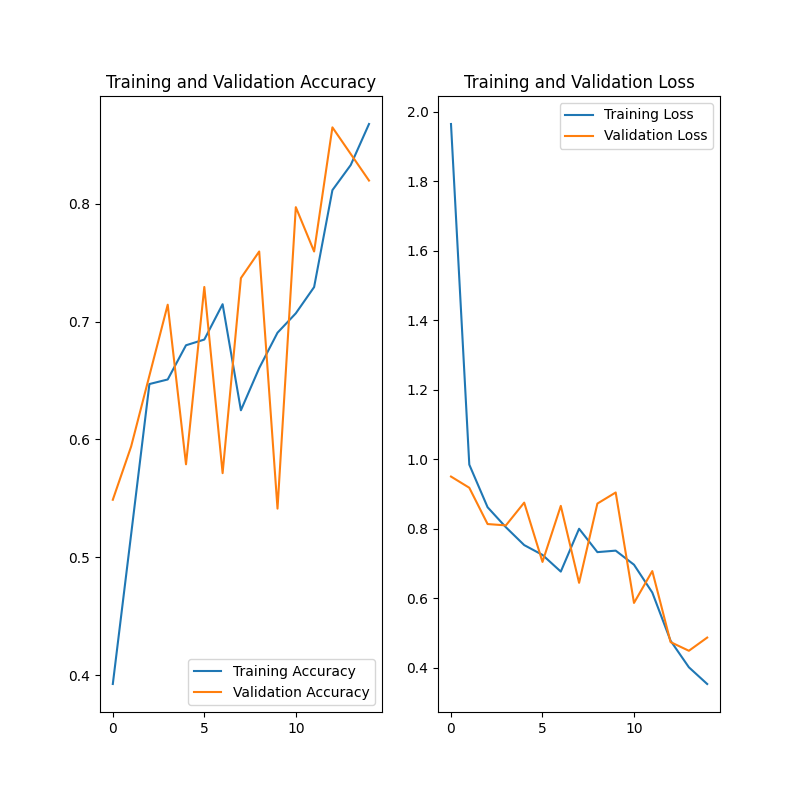 Training and Validation Accuracy
0.8
0.7
0.6
0.5
0.4
0 5 10
Training Accuracy
Validation Accuracy
Training and Validation Loss
2.0
1.8
1.6
1.4
1.2
1.0
0.8
0.6
0.4
0 5 10
Training Loss
Validation Loss